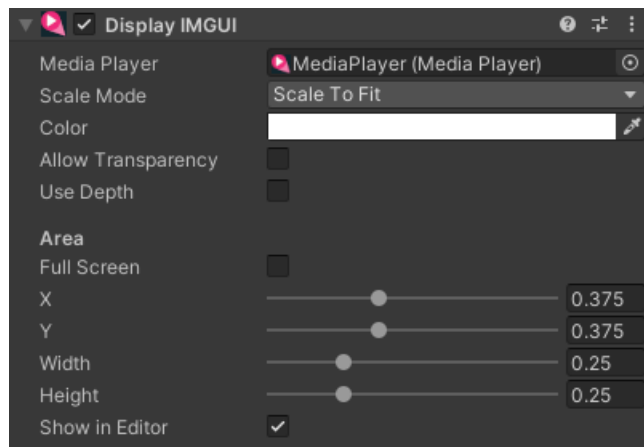 Display IMGUI
Media Player MediaPlayer (Media Player)
Scale Mode Scale To Fit
Color
Allow Transparency
Use Depth
Area
Full Screen
X 0.375
Y 0.375
Width 0.25
Height 0.25
Show in Editor